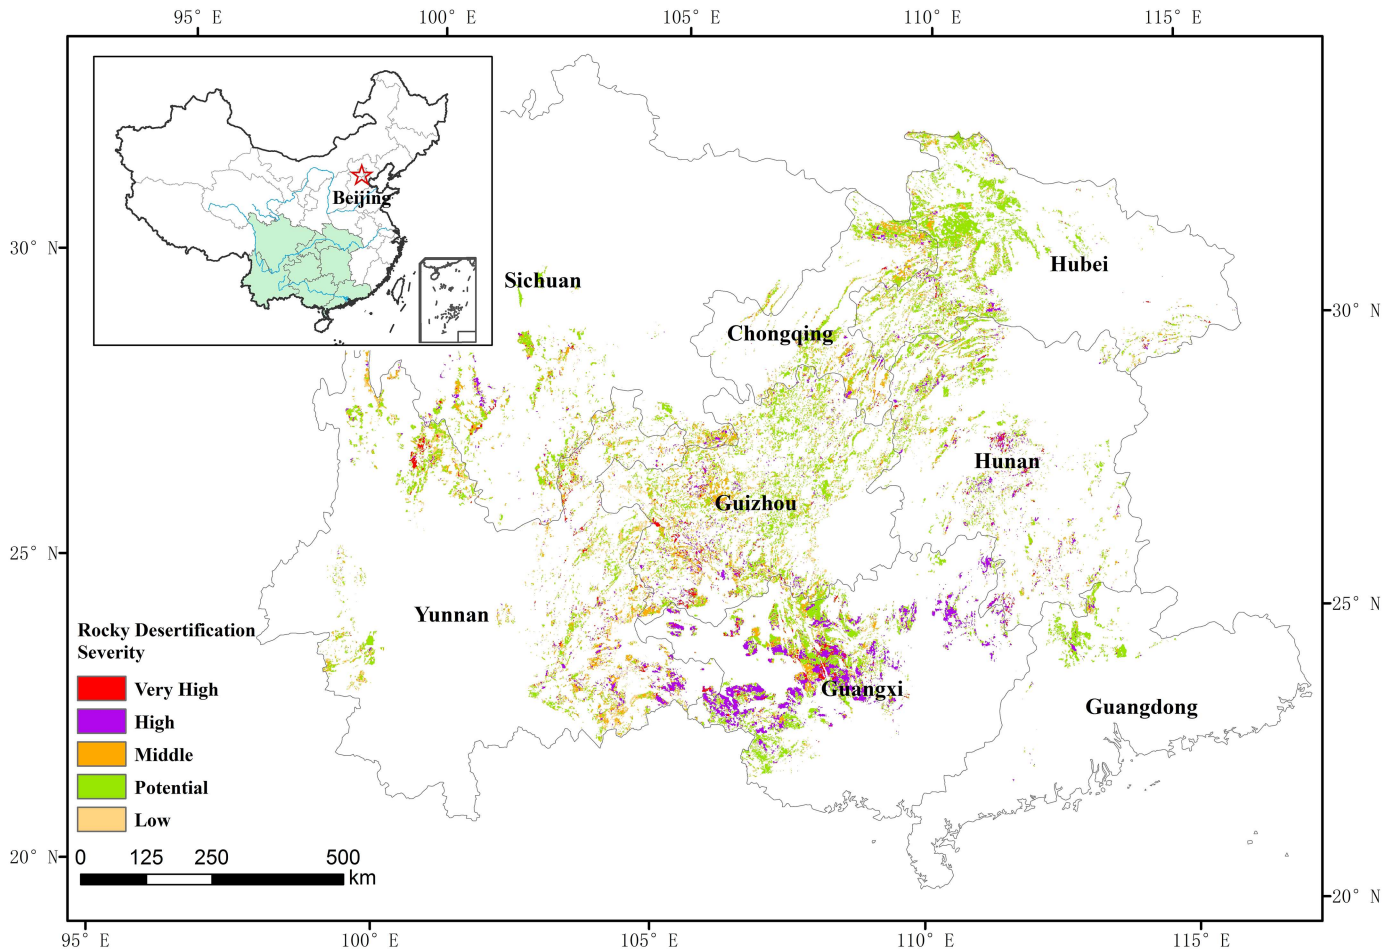 95° E 100° E 105° E 110° E 115° E
Beijing
30° N
Sichuan
Hubei
30° N
Chongqing
Hunan
Guizhou
25° N
25° N
Yunnan
Rocky Desertification
Severity
Very High
High
Middle
Potential
Low
Guangxi
Guangdong
0 125 250 500
km
20° N
20° N
95° E 100° E 105° E 110° E 115° E